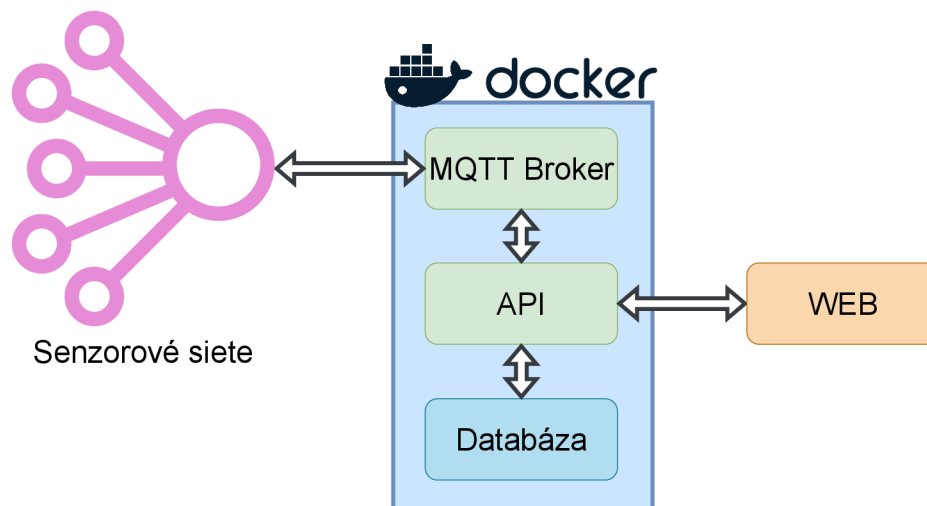 docker
MQTT Broker
API
WEB
Senzorové siete
Databáza